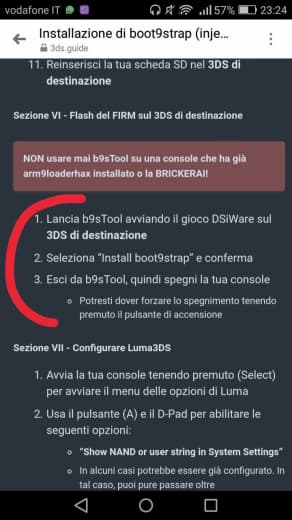 vodafone IT 57% 23:24
Installazione di boot9strap (inje...
3ds.guide
11. Reinserisci la tua scheda SD nel 3DS di
destinazione
Sezione VI - Flash del FIRM sul 3DS di destinazione
NON usare mai b9sTool su una console che ha già
arm9loaderhax installato o la BRICKERAI!
1. Lancia b9sTool avviando il gioco DSiWare sul
3DS di destinazione
2. Seleziona “Install boot9strap” e conferma
3. Esci da b9sTool, quindi spegni la tua console
Potresti dover forzare lo spegnimento tenendo
premuto il pulsante di accensione
Sezione VII - Configurare Luma3DS
1. Avvia la tua console tenendo premuto (Select)
per avviare il menu delle opzioni di Luma
2. Usa il pulsante (A) e il D-Pad per abilitare le
seguenti opzioni:
“Show NAND or user string in System Settings”
In alcuni casi potrebbe essere già configurato. In
tal caso, puoi pure passare oltre